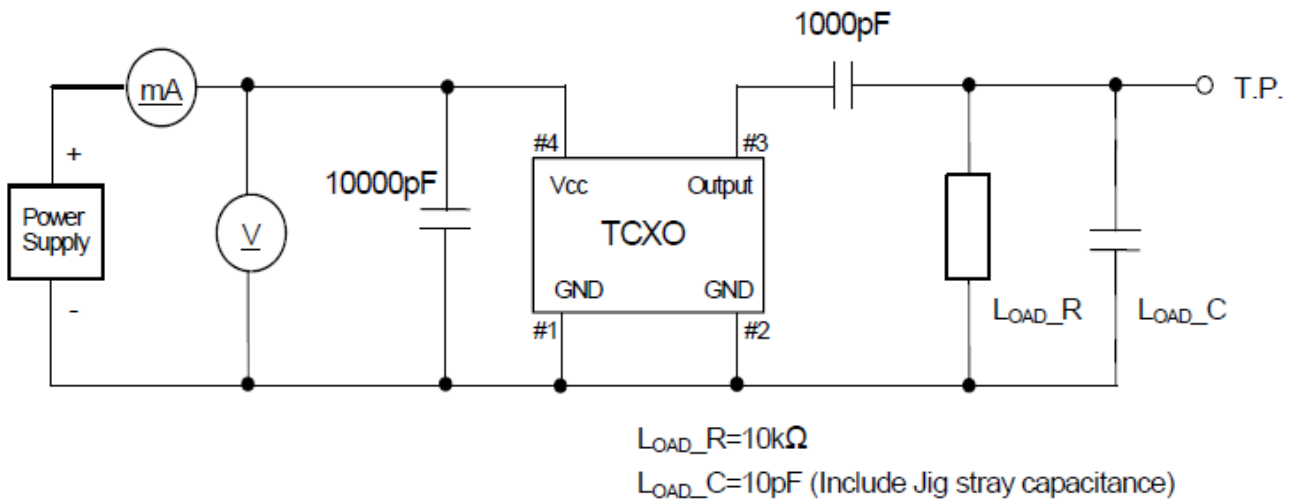 1000pF
mA
T.P.
+
#4
#3
10000pF
Vcc
Output
Power
Supply
V
TCXO
GND
GND
-
#1
#2
LOAD_R
LOAD_C
LOAD_R=10kΩ
LOAD_C=10pF (Include Jig stray capacitance)